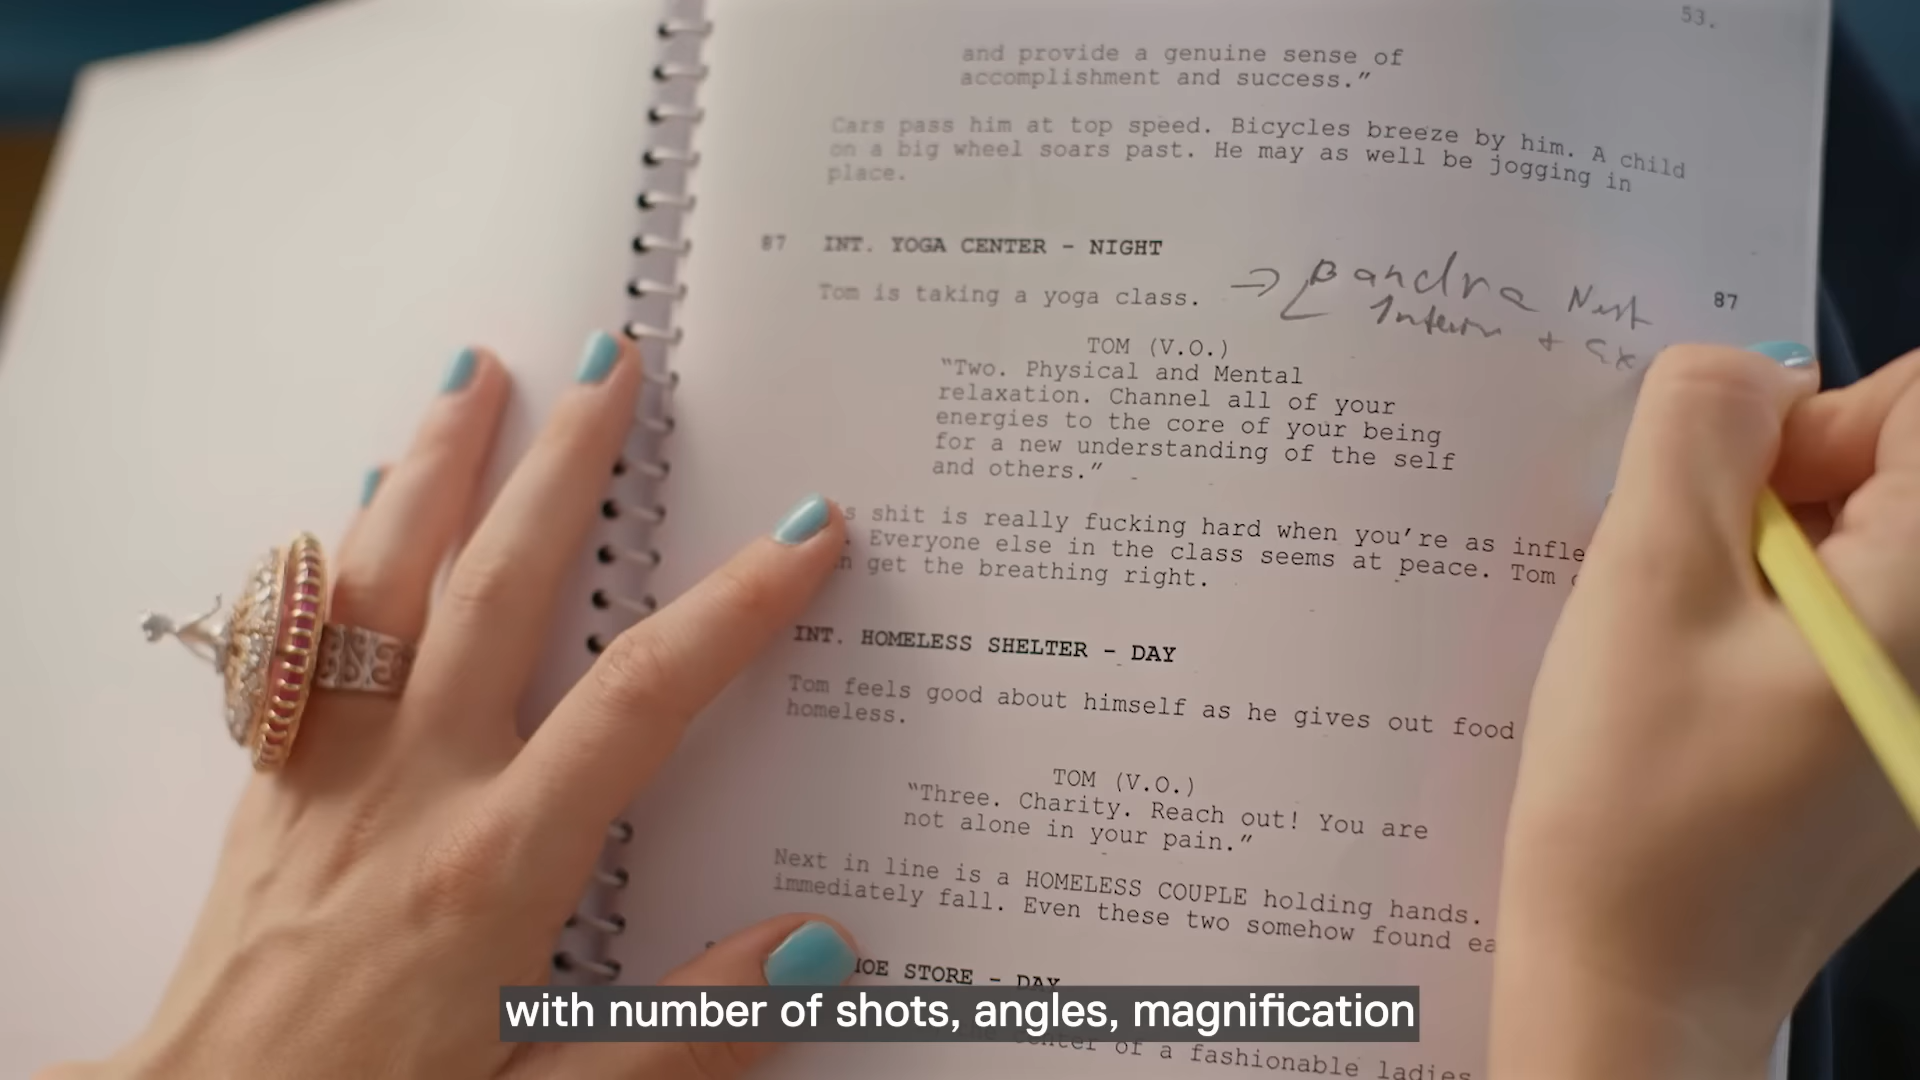 53.
and provide a genuine sense of
accomplishment and success."
Cars pass him at top speed. Bicycles breeze by him. A child
on a big wheel soars past. He may as well be jogging in
place.
87 INT. YOGA CENTER - NIGHT 87
Tom is taking a yoga class. → Bandra
Interior + Ex
TOM (V.O.)
"Two. Physical and Mental
relaxation. Channel all of your
energies to the core of your being
for a new understanding of the self
and others."
s shit is really fucking hard when you're as infle
. Everyone else in the class seems at peace. Tom
n get the breathing right.
INT. HOMELESS SHELTER - DAY
Tom feels good about himself as he gives out food
homeless.
TOM (V.O.)
"Three. Charity. Reach out! You are
not alone in your pain."
Next in line is a HOMELESS COUPLE holding hands.
immediately fall. Even these two somehow found ea
OE STORE - DAY
with number of shots, angles, magnification
center of a fashionable ladies